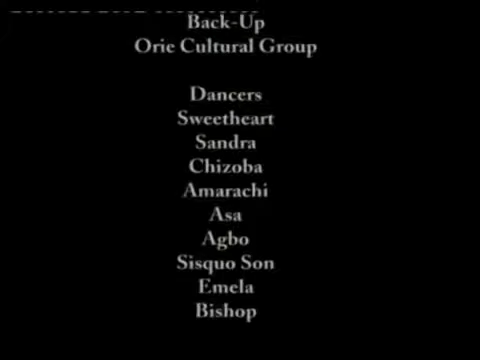 Back-Up
Orie Cultural Group
Dancers
Sweetheart
Sandra
Chizoba
Amarachi
Asa
Agbo
Sisquo Son
Emela
Bishop